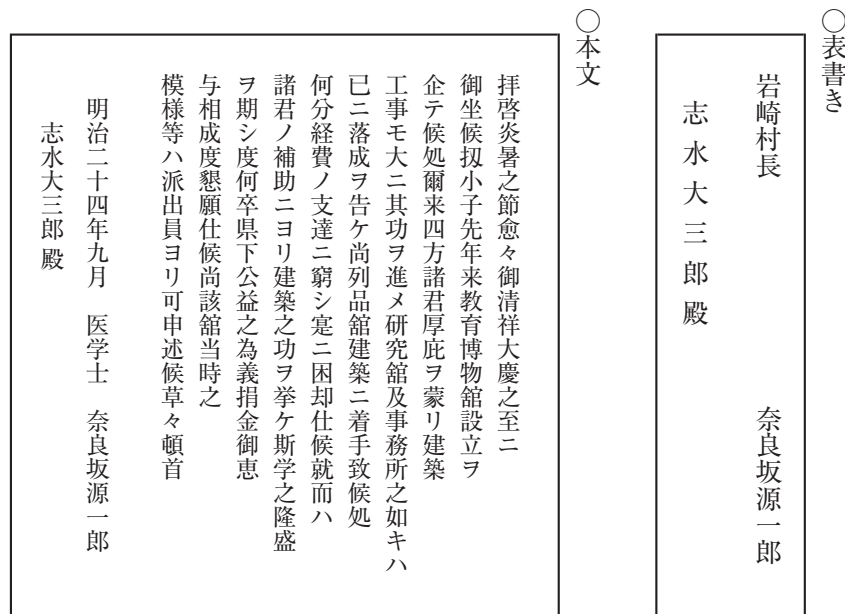 ○表書き
岩崎村長 奈良坂源一郎
志水大三郎殿
○本文
拝啓炎暑之節愈々御清祥大慶之至ニ
御坐候扨小子先年来教育博物舘設立ヲ
企テ候処爾来四方諸君厚庇ヲ蒙リ建築
工事モ大ニ其功ヲ進メ研究舘及事務所之如キハ
已ニ落成ヲ告ケ尚列品舘建築ニ着手致候処
何分経費ノ支達ニ窮シ寔ニ困却仕候就而ハ
諸君ノ補助ニヨリ建築之功ヲ挙ケ斯学之隆盛
ヲ期シ度何卒県下公益之為義捐金御恵
与相成度懇願仕候尚該舘当時之
模様等ハ派出員ヨリ可申述候草々頓首
明治二十四年九月 医学士 奈良坂源一郎
志水大三郎殿